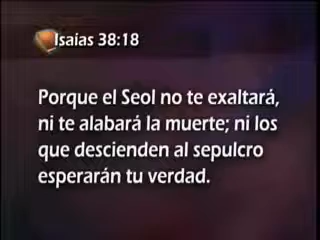 Isaías 38:18
Porque el Seol no te exaltará,
ni te alabará la muerte; ni los
que descienden al sepulcro
esperarán tu verdad.